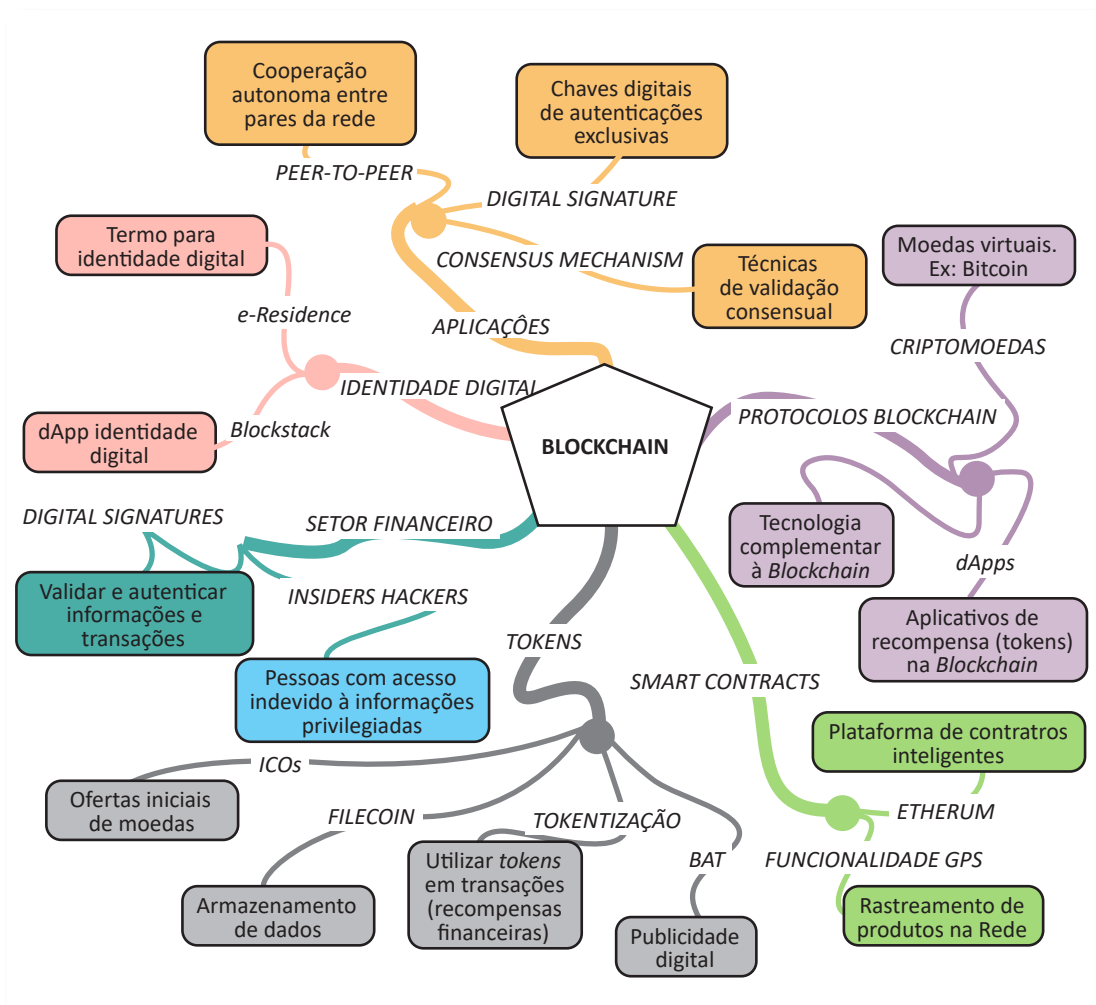 Cooperação
autonoma entre
pares da rede
PEER-TO-PEER
Chaves digitais
de autenticações
exclusivas
DIGITAL SIGNATURE
CONSENSUS MECHANISM
Técnicas
de validação
consensual
APLICAÇÔES
Termo para
identidade digital
e-Residence
IDENTIDADE DIGITAL
Blockstack
dApp identidade
digital
BLOCKCHAIN
Moedas virtuais.
Ex: Bitcoin
CRIPTOMOEDAS
PROTOCOLOS BLOCKCHAIN
Tecnologia
complementar
à Blockchain
dApps
Aplicativos de
recompensa (tokens)
na Blockchain
DIGITAL SIGNATURES
SETOR FINANCEIRO
Validar e autenticar
informações e
transações
INSIDERS HACKERS
Pessoas com acesso
indevido à informações
privilegiadas
TOKENS
ICOs
Ofertas iniciais
de moedas
FILECOIN
Armazenamento
de dados
TOKENTIZAÇÃO
Utilizar tokens
em transações
(recompensas
financeiras)
BAT
Publicidade
digital
SMART CONTRACTS
Plataforma de contratros
inteligentes
ETHERUM
FUNCIONALIDADE GPS
Rastreamento de
produtos na Rede